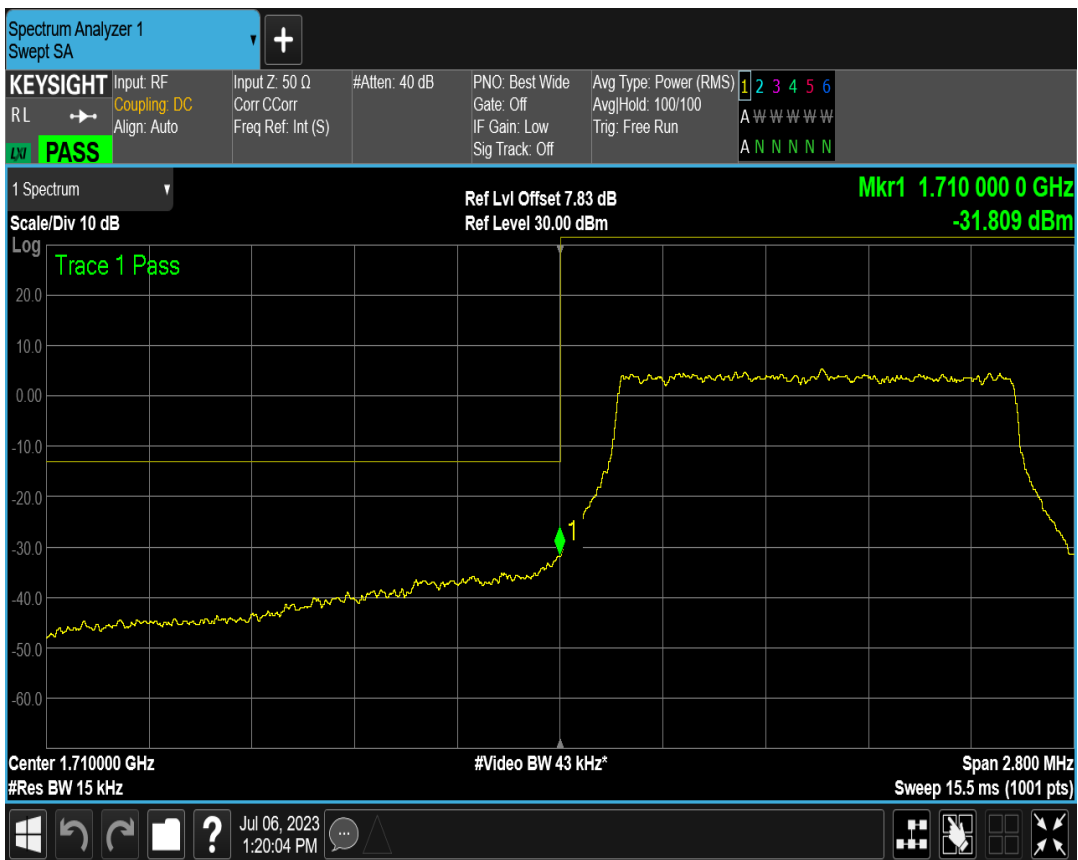 Spectrum Analyzer 1
Swept SA
+
KEYSIGHT
RL
LXI PASS
Input: RF
Coupling: DC
Align: Auto
Input Z: 50 Ω
Corr CCorr
Freq Ref: Int (S)
#Atten: 40 dB
PNO: Best Wide
Gate: Off
IF Gain: Low
Sig Track: Off
Avg Type: Power (RMS)
Avg|Hold: 100/100
Trig: Free Run
1 2 3 4 5 6
A W W W W W
A N N N N N
1 Spectrum
Scale/Div 10 dB
Ref Lvl Offset 7.83 dB
Ref Level 30.00 dBm
Mkr1 1.710 000 0 GHz
-31.809 dBm
Log
Trace 1 Pass
20.0
10.0
0.00
-10.0
-20.0
1
-30.0
-40.0
-50.0
-60.0
Center 1.710000 GHz
#Video BW 43 kHz*
Span 2.800 MHz
#Res BW 15 kHz
Sweep 15.5 ms (1001 pts)
?
Jul 06, 2023
1:20:04 PM